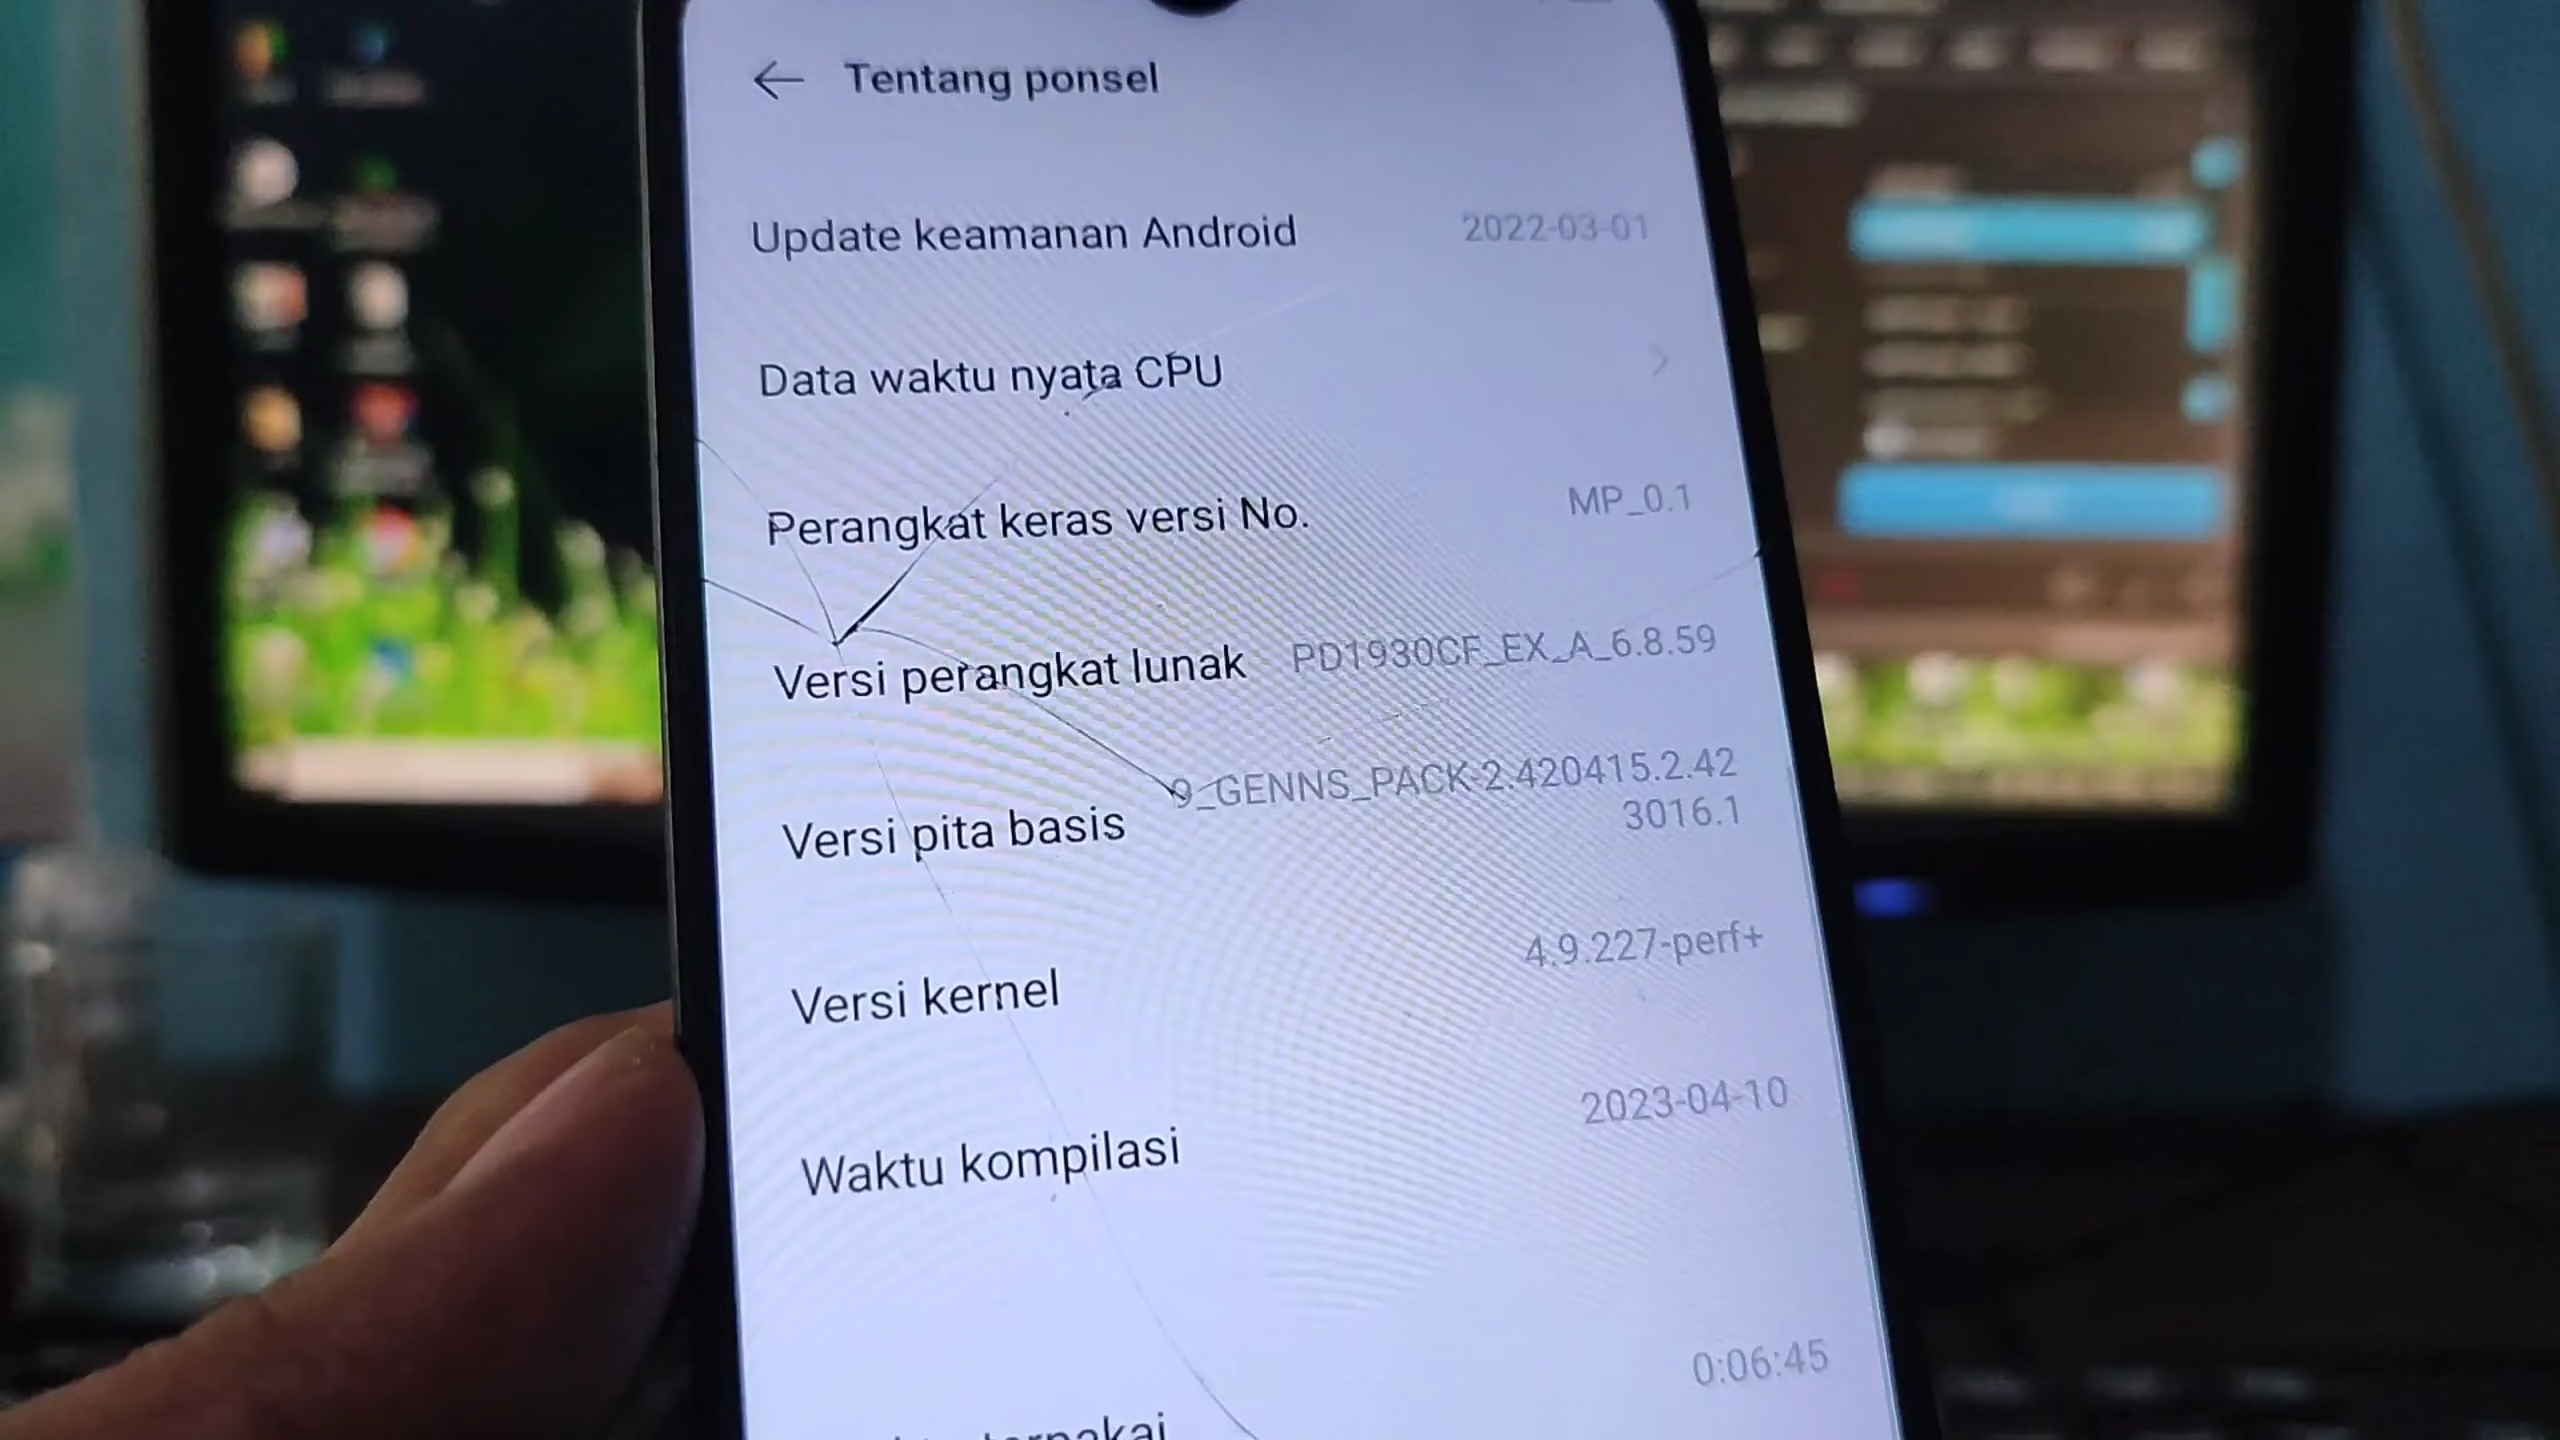 Tentang ponsel
Update keamanan Android 2022-03-01
Data waktu nyata CPU
Perangkat keras versi No. MP_0.1
Versi perangkat lunak PD1930CF_EX_A_6.8.59
Versi pita basis 9_GENNS_PACK-2.420415.2.42
3016.1
Versi kernel 4.9.227-perf+
Waktu kompilasi 2023-04-10
0:06:45